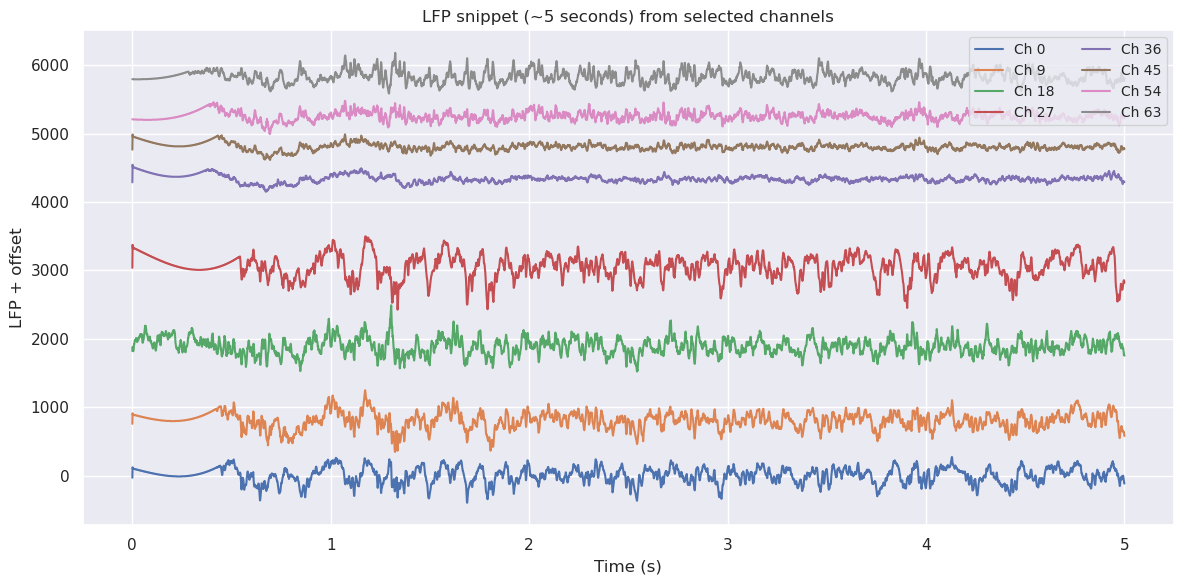 LFP snippet (~5 seconds) from selected channels
LFP + offset
6000
5000
4000
3000
2000
1000
0
Ch 0
Ch 9
Ch 18
Ch 27
Ch 36
Ch 45
Ch 54
Ch 63
0 1 2 3 4 5
Time (s)